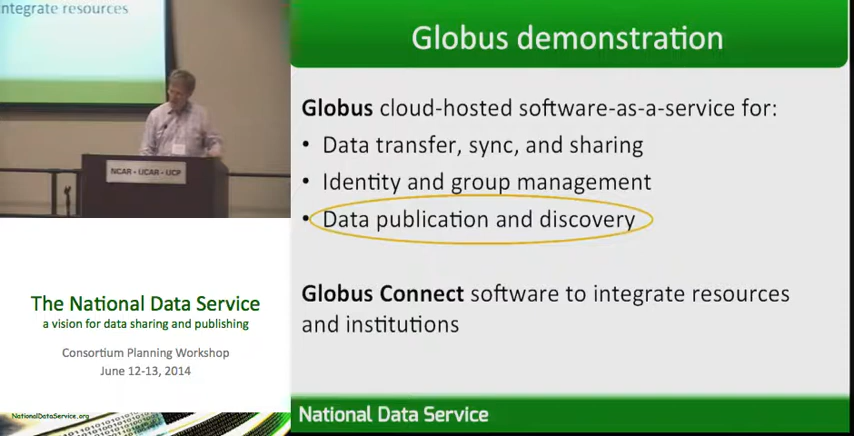 ntegrate resources
NCAR - UCAR - UCP
The National Data Service
a vision for data sharing and publishing
Consortium Planning Workshop
June 12-13, 2014
NationalDataService.org
Globus demonstration
Globus cloud-hosted software-as-a-service for:
• Data transfer, sync, and sharing
• Identity and group management
• Data publication and discovery
Globus Connect software to integrate resources
and institutions
National Data Service